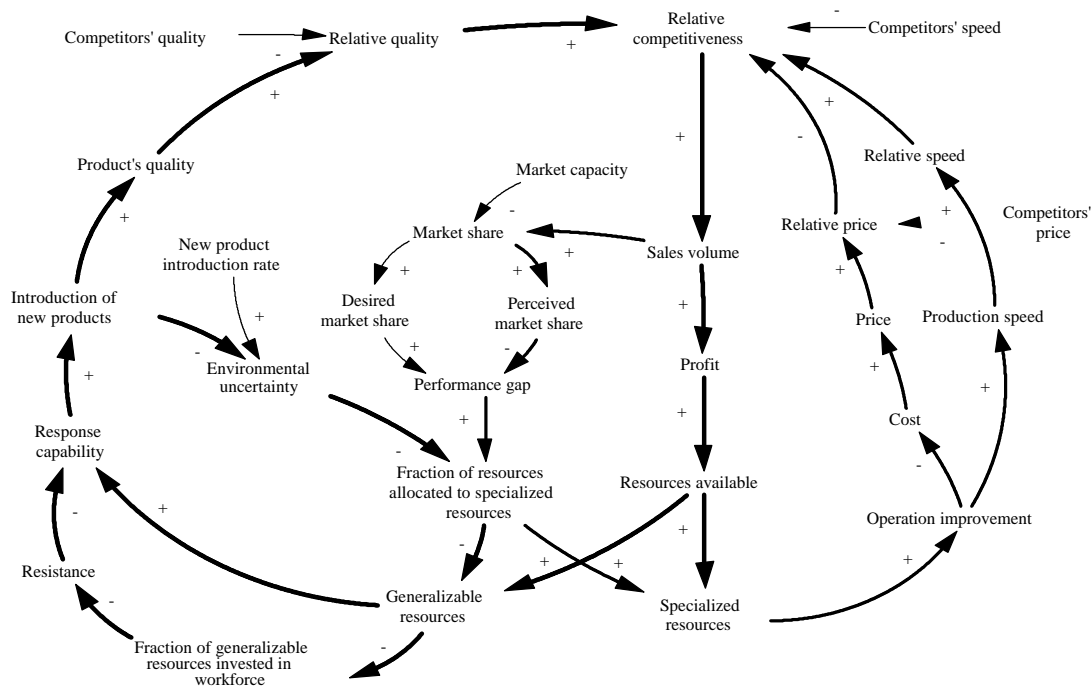 Competitors' quality
-
Relative quality
+
Relative
competitiveness
-
Competitors' speed
+
+
+
-
Product's quality
Relative speed
Market capacity
-
+
Market share
+
Sales volume
Relative price
+
-
Competitors'
price
New product
introduction rate
+
+
+
Introduction of
new products
Desired
market share
Perceived
market share
+
Price
Production speed
+
-
+
-
Environmental
uncertainty
Performance gap
Profit
+
+
+
+
+
Response
capability
-
Cost
-
Fraction of resources
allocated to specialized
resources
Resources available
-
+
-
+
Operation improvement
-
+
+
+
Resistance
-
Generalizable
resources
Specialized
resources
-
Fraction of generalizable
resources invested in
workforce